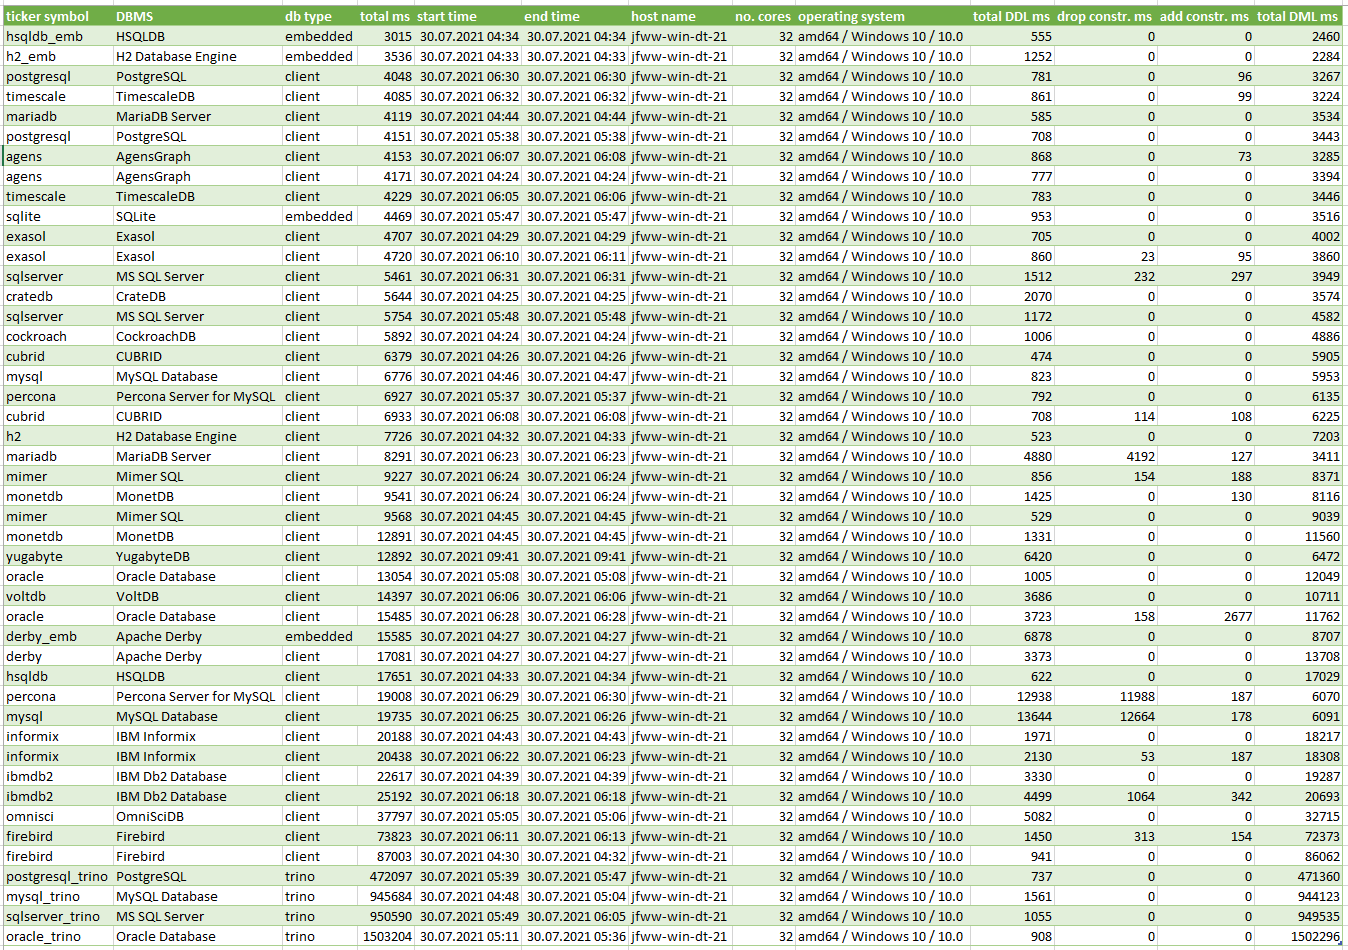 ticker symbol DBMS db type total ms start time end time host name no. cores operating system total DDL ms drop constr. ms add constr. ms total DML ms
hsqldb_emb HSQLDB embedded 3015 30.07.2021 04:34 30.07.2021 04:34 jfww-win-dt-21 32 amd64 / Windows 10 / 10.0 555 0 0 2460
h2_emb H2 Database Engine embedded 3536 30.07.2021 04:33 30.07.2021 04:33 jfww-win-dt-21 32 amd64 / Windows 10 / 10.0 1252 0 0 2284
postgresql PostgreSQL client 4048 30.07.2021 06:30 30.07.2021 06:30 jfww-win-dt-21 32 amd64 / Windows 10 / 10.0 781 0 96 3267
timescale TimescaleDB client 4085 30.07.2021 06:32 30.07.2021 06:32 jfww-win-dt-21 32 amd64 / Windows 10 / 10.0 861 0 99 3224
mariadb MariaDB Server client 4119 30.07.2021 04:44 30.07.2021 04:44 jfww-win-dt-21 32 amd64 / Windows 10 / 10.0 585 0 0 3534
postgresql PostgreSQL client 4151 30.07.2021 05:38 30.07.2021 05:38 jfww-win-dt-21 32 amd64 / Windows 10 / 10.0 708 0 0 3443
agens AgensGraph client 4153 30.07.2021 06:07 30.07.2021 06:08 jfww-win-dt-21 32 amd64 / Windows 10 / 10.0 868 0 73 3285
agens AgensGraph client 4171 30.07.2021 04:24 30.07.2021 04:24 jfww-win-dt-21 32 amd64 / Windows 10 / 10.0 777 0 0 3394
timescale TimescaleDB client 4229 30.07.2021 06:05 30.07.2021 06:06 jfww-win-dt-21 32 amd64 / Windows 10 / 10.0 783 0 0 3446
sqlite SQLite embedded 4469 30.07.2021 05:47 30.07.2021 05:47 jfww-win-dt-21 32 amd64 / Windows 10 / 10.0 953 0 0 3516
exasol Exasol client 4707 30.07.2021 04:29 30.07.2021 04:29 jfww-win-dt-21 32 amd64 / Windows 10 / 10.0 705 0 0 4002
exasol Exasol client 4720 30.07.2021 06:10 30.07.2021 06:11 jfww-win-dt-21 32 amd64 / Windows 10 / 10.0 860 23 95 3860
sqlserver MS SQL Server client 5461 30.07.2021 06:31 30.07.2021 06:31 jfww-win-dt-21 32 amd64 / Windows 10 / 10.0 1512 232 297 3949
cratedb CrateDB client 5644 30.07.2021 04:25 30.07.2021 04:25 jfww-win-dt-21 32 amd64 / Windows 10 / 10.0 2070 0 0 3574
sqlserver MS SQL Server client 5754 30.07.2021 05:48 30.07.2021 05:48 jfww-win-dt-21 32 amd64 / Windows 10 / 10.0 1172 0 0 4582
cockroach CockroachDB client 5892 30.07.2021 04:24 30.07.2021 04:24 jfww-win-dt-21 32 amd64 / Windows 10 / 10.0 1006 0 0 4886
cubrid CUBRID client 6379 30.07.2021 04:26 30.07.2021 04:26 jfww-win-dt-21 32 amd64 / Windows 10 / 10.0 474 0 0 5905
mysql MySQL Database client 6776 30.07.2021 04:46 30.07.2021 04:47 jfww-win-dt-21 32 amd64 / Windows 10 / 10.0 823 0 0 5953
percona Percona Server for MySQL client 6927 30.07.2021 05:37 30.07.2021 05:37 jfww-win-dt-21 32 amd64 / Windows 10 / 10.0 792 0 0 6135
cubrid CUBRID client 6933 30.07.2021 06:08 30.07.2021 06:08 jfww-win-dt-21 32 amd64 / Windows 10 / 10.0 708 114 108 6225
h2 H2 Database Engine client 7726 30.07.2021 04:32 30.07.2021 04:33 jfww-win-dt-21 32 amd64 / Windows 10 / 10.0 523 0 0 7203
mariadb MariaDB Server client 8291 30.07.2021 06:23 30.07.2021 06:23 jfww-win-dt-21 32 amd64 / Windows 10 / 10.0 4880 4192 127 3411
mimer Mimer SQL client 9227 30.07.2021 06:24 30.07.2021 06:24 jfww-win-dt-21 32 amd64 / Windows 10 / 10.0 856 154 188 8371
monetdb MonetDB client 9541 30.07.2021 06:24 30.07.2021 06:24 jfww-win-dt-21 32 amd64 / Windows 10 / 10.0 1425 0 130 8116
mimer Mimer SQL client 9568 30.07.2021 04:45 30.07.2021 04:45 jfww-win-dt-21 32 amd64 / Windows 10 / 10.0 529 0 0 9039
monetdb MonetDB client 12891 30.07.2021 04:45 30.07.2021 04:45 jfww-win-dt-21 32 amd64 / Windows 10 / 10.0 1331 0 0 11560
yugabyte YugabyteDB client 12892 30.07.2021 09:41 30.07.2021 09:41 jfww-win-dt-21 32 amd64 / Windows 10 / 10.0 6420 0 0 6472
oracle Oracle Database client 13054 30.07.2021 05:08 30.07.2021 05:08 jfww-win-dt-21 32 amd64 / Windows 10 / 10.0 1005 0 0 12049
voltdb VoltDB client 14397 30.07.2021 06:06 30.07.2021 06:06 jfww-win-dt-21 32 amd64 / Windows 10 / 10.0 3686 0 0 10711
oracle Oracle Database client 15485 30.07.2021 06:28 30.07.2021 06:28 jfww-win-dt-21 32 amd64 / Windows 10 / 10.0 3723 158 2677 11762
derby_emb Apache Derby embedded 15585 30.07.2021 04:27 30.07.2021 04:27 jfww-win-dt-21 32 amd64 / Windows 10 / 10.0 6878 0 0 8707
derby Apache Derby client 17081 30.07.2021 04:27 30.07.2021 04:27 jfww-win-dt-21 32 amd64 / Windows 10 / 10.0 3373 0 0 13708
hsqldb HSQLDB client 17651 30.07.2021 04:33 30.07.2021 04:34 jfww-win-dt-21 32 amd64 / Windows 10 / 10.0 622 0 0 17029
percona Percona Server for MySQL client 19008 30.07.2021 06:29 30.07.2021 06:30 jfww-win-dt-21 32 amd64 / Windows 10 / 10.0 12938 11988 187 6070
mysql MySQL Database client 19735 30.07.2021 06:25 30.07.2021 06:26 jfww-win-dt-21 32 amd64 / Windows 10 / 10.0 13644 12664 178 6091
informix IBM Informix client 20188 30.07.2021 04:43 30.07.2021 04:43 jfww-win-dt-21 32 amd64 / Windows 10 / 10.0 1971 0 0 18217
informix IBM Informix client 20438 30.07.2021 06:22 30.07.2021 06:23 jfww-win-dt-21 32 amd64 / Windows 10 / 10.0 2130 53 187 18308
ibmdb2 IBM Db2 Database client 22617 30.07.2021 04:39 30.07.2021 04:39 jfww-win-dt-21 32 amd64 / Windows 10 / 10.0 3330 0 0 19287
ibmdb2 IBM Db2 Database client 25192 30.07.2021 06:18 30.07.2021 06:18 jfww-win-dt-21 32 amd64 / Windows 10 / 10.0 4499 1064 342 20693
omnisci OmniSciDB client 37797 30.07.2021 05:05 30.07.2021 05:06 jfww-win-dt-21 32 amd64 / Windows 10 / 10.0 5082 0 0 32715
firebird Firebird client 73823 30.07.2021 06:11 30.07.2021 06:13 jfww-win-dt-21 32 amd64 / Windows 10 / 10.0 1450 313 154 72373
firebird Firebird client 87003 30.07.2021 04:30 30.07.2021 04:32 jfww-win-dt-21 32 amd64 / Windows 10 / 10.0 941 0 0 86062
postgresql_trino PostgreSQL trino 472097 30.07.2021 05:39 30.07.2021 05:47 jfww-win-dt-21 32 amd64 / Windows 10 / 10.0 737 0 0 471360
mysql_trino MySQL Database trino 945684 30.07.2021 04:48 30.07.2021 05:04 jfww-win-dt-21 32 amd64 / Windows 10 / 10.0 1561 0 0 944123
sqlserver_trino MS SQL Server trino 950590 30.07.2021 05:49 30.07.2021 06:05 jfww-win-dt-21 32 amd64 / Windows 10 / 10.0 1055 0 0 949535
oracle_trino Oracle Database trino 1503204 30.07.2021 05:11 30.07.2021 05:36 jfww-win-dt-21 32 amd64 / Windows 10 / 10.0 908 0 0 1502296